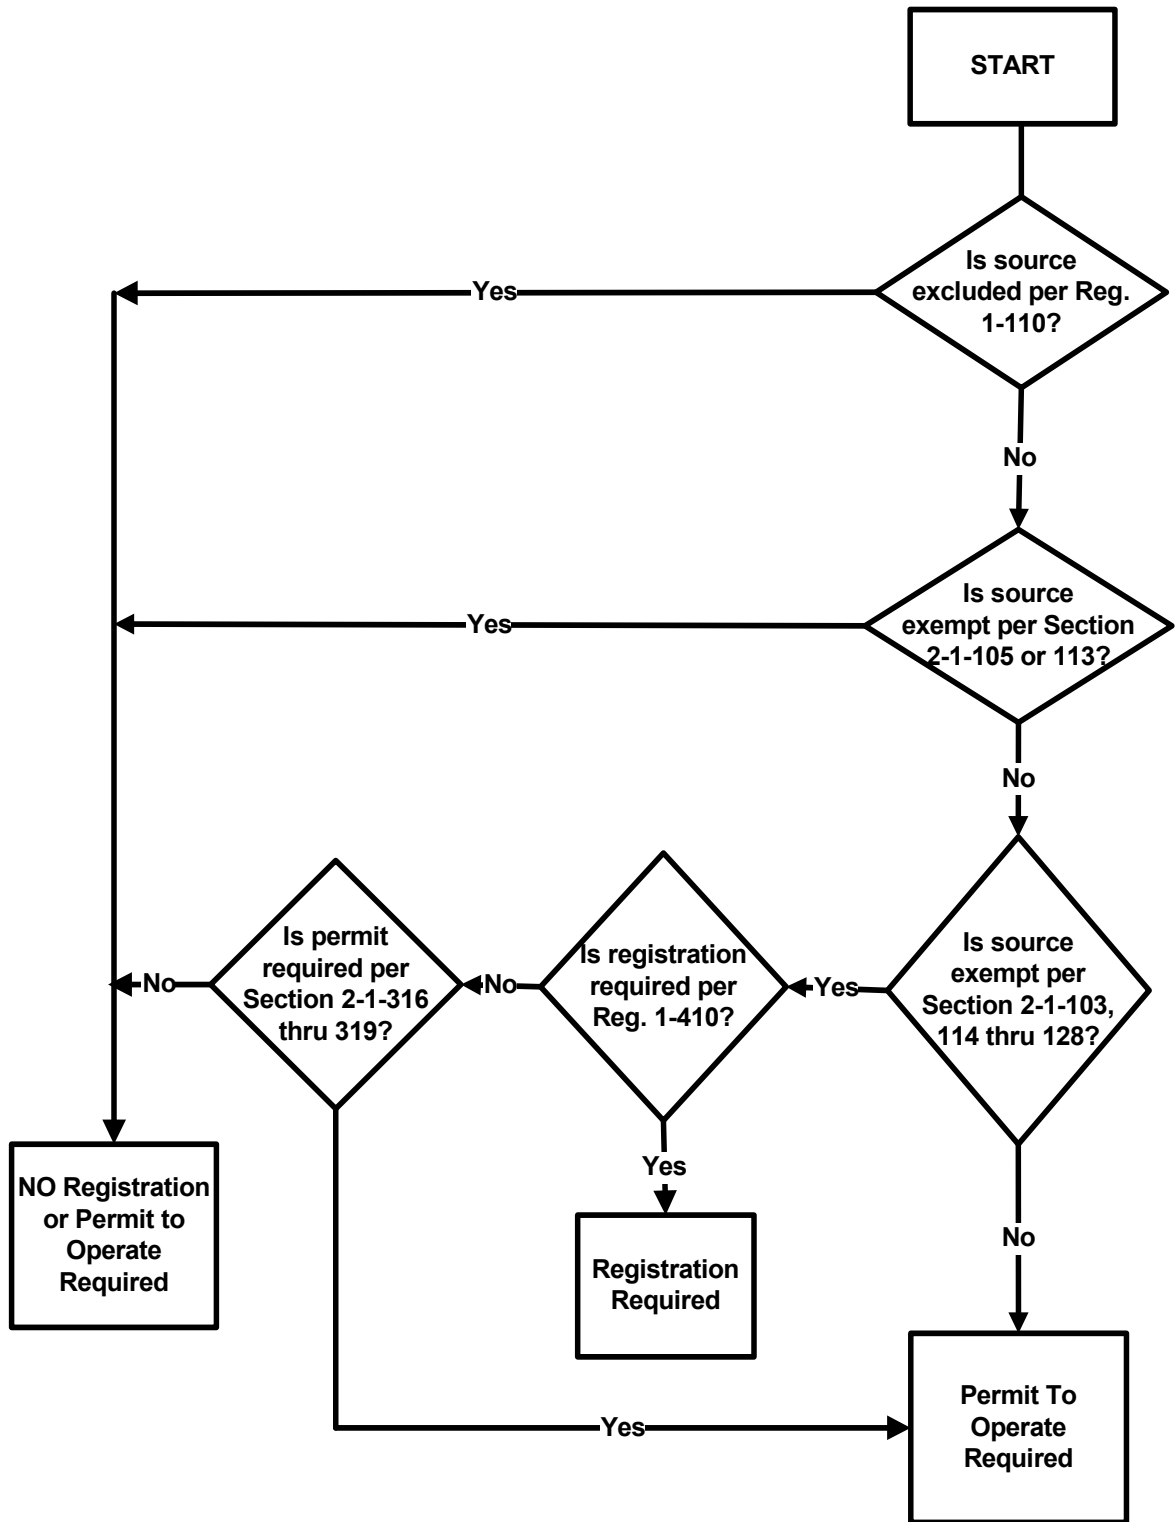 START
Is source
excluded per Reg.
1-110?
Yes
No
Is source
exempt per Section
2-1-105 or 113?
Yes
No
Is source
exempt per
Section 2-1-103,
114 thru 128?
Yes
Is registration
required per
Reg. 1-410?
No
Is permit
required per
Section 2-1-316
thru 319?
No
Yes
No
NO Registration
or Permit to
Operate
Required
Registration
Required
Yes
Permit To
Operate
Required